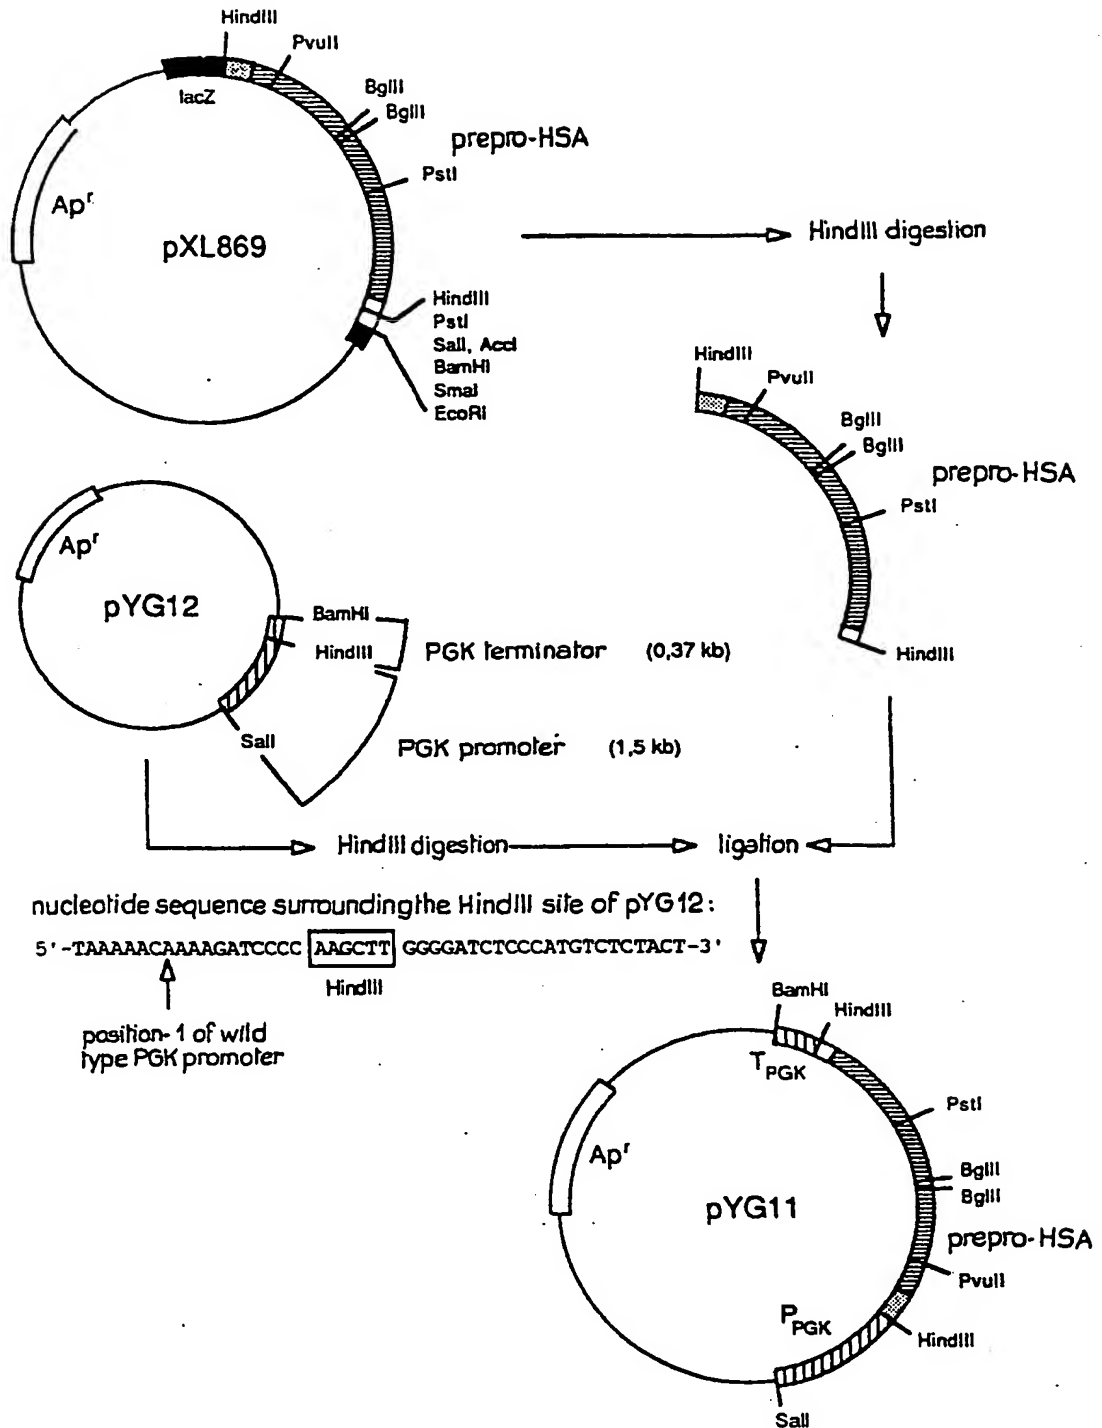 HindIII
PvuII
lacZ
BglII
BglII
prepro-HSA
PstI
Apr
pXL869
HindIII digestion
HindIII
PstI
SalI, AccI
BamHI
SmaI
EcoRI
HindIII
PvuII
BglII
BglII
prepro-HSA
PstI
HindIII
Apr
pYG12
BamHI
HindIII
PGK terminator (0,37 kb)
SalI
PGK promoter (1,5 kb)
HindIII digestion
ligation
nucleotide sequence surrounding the HindIII site of pYG12:
5'-TAAAAACAAAAGATCCCC AAGCTT GGGGATCTCCCATGTCTCTACT-3'
HindIII
position-1 of wild
type PGK promoter
BamHI
HindIII
TPGK
PstI
Apr
BglII
BglII
pYG11
prepro-HSA
PvuII
PPGK
HindIII
SalI